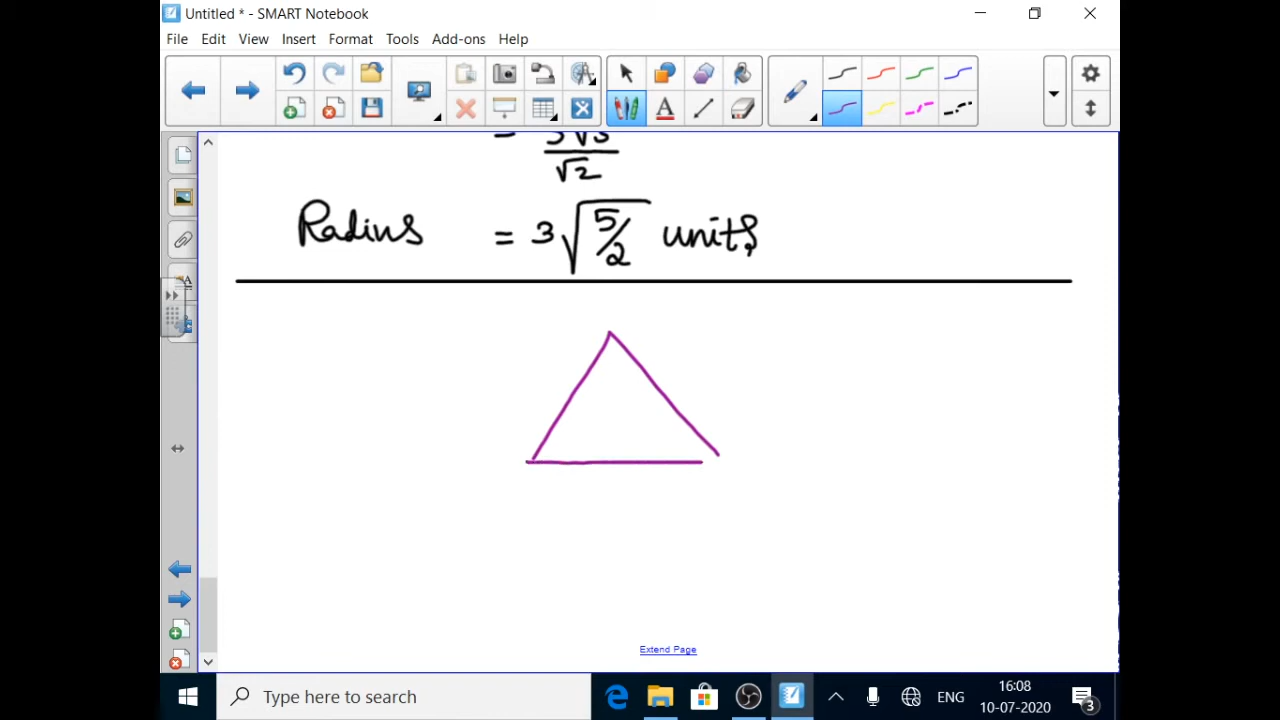 Untitled * - SMART Notebook
File Edit View Insert Format Tools Add-ons Help
=
√2
Radius = 3√5/2 units
Extend Page
Type here to search
ENG
16:08
10-07-2020
3